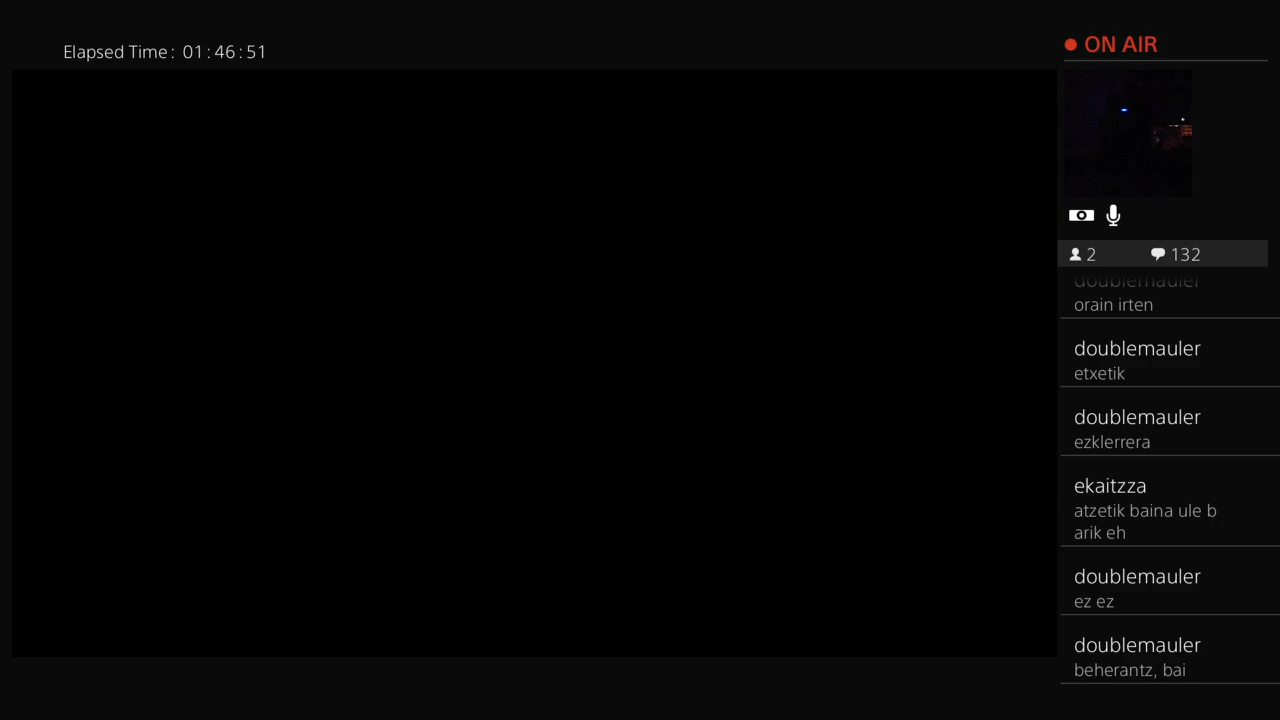 Elapsed Time: 01:46:51
ON AIR
2 132
doublemauler
orain irten
doublemauler
etxetik
doublemauler
ezklerrera
ekaitzza
atzetik baina ule b
arik eh
doublemauler
ez ez
doublemauler
beherantz, bai